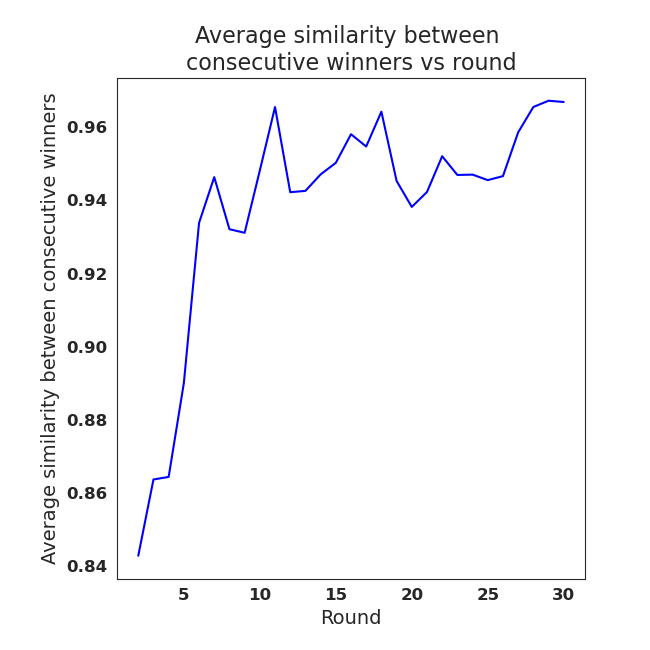 Average similarity between
consecutive winners vs round
Average similarity between consecutive winners
0.96
0.94
0.92
0.90
0.88
0.86
0.84
5 10 15 20 25 30
Round